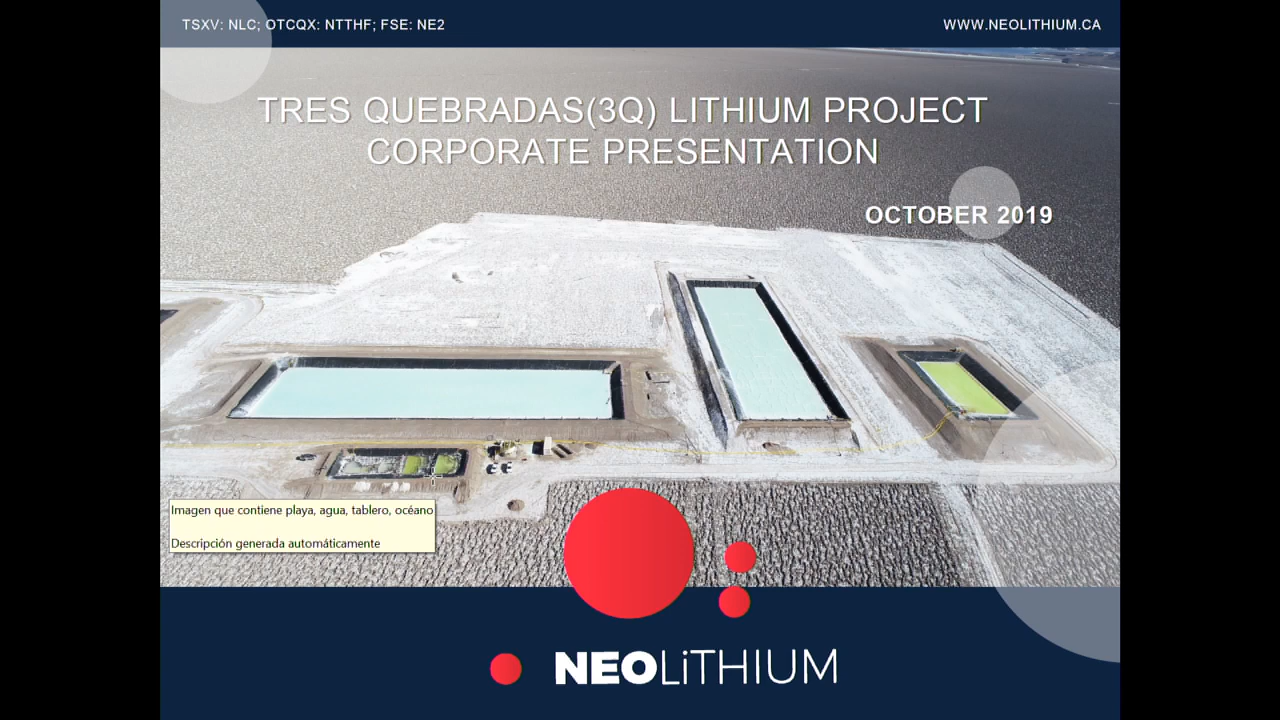 TSXV: NLC; OTCQX: NTTHF; FSE: NE2
WWW.NEOLITHIUM.CA
TRES QUEBRADAS(3Q) LITHIUM PROJECT
CORPORATE PRESENTATION
OCTOBER 2019
Imagen que contiene playa, agua, tablero, océano
Descripción generada automáticamente
NEOLiTHIUM